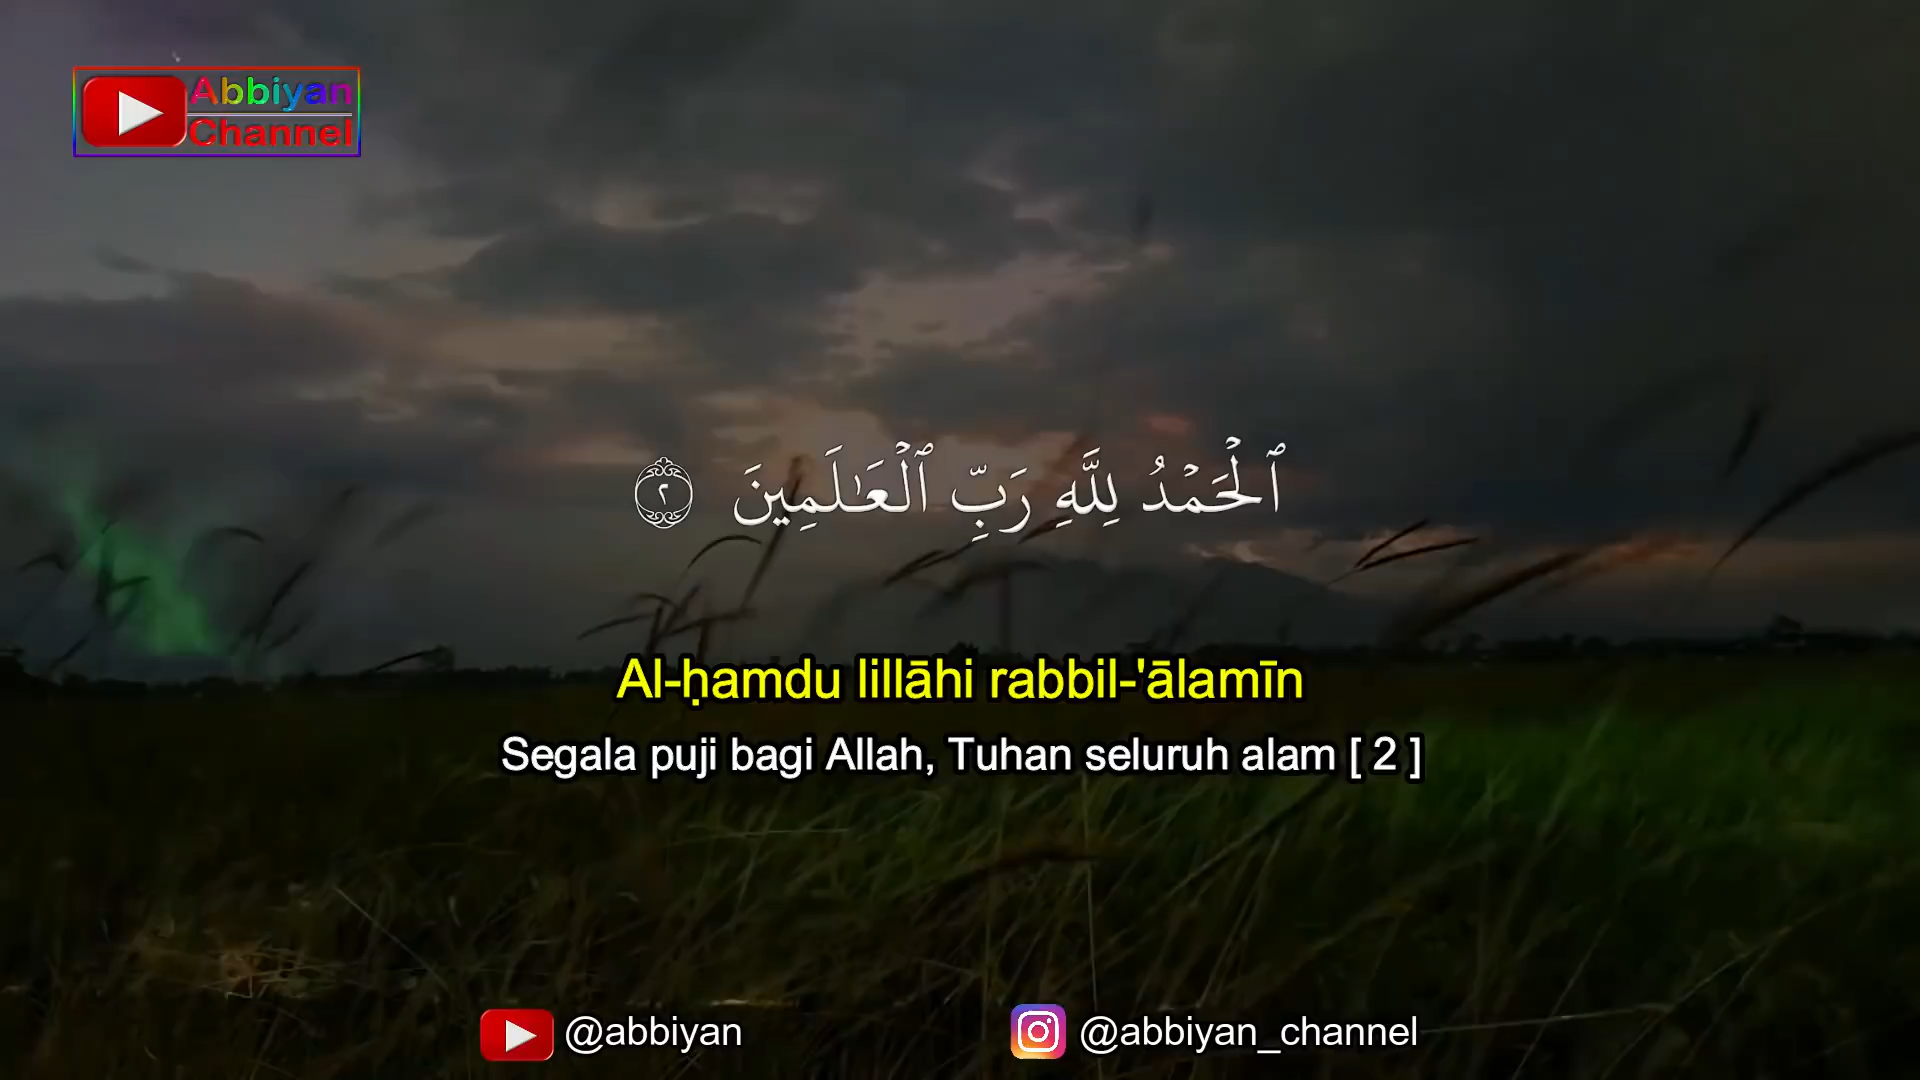 Abbiyan
Channel
ٱلْحَمْدُ لِلَّهِ رَبِّ ٱلْعَٰلَمِينَ ٢
Al-ḥamdu lillāhi rabbil-'ālamīn
Segala puji bagi Allah, Tuhan seluruh alam [ 2 ]
@abbiyan
@abbiyan_channel